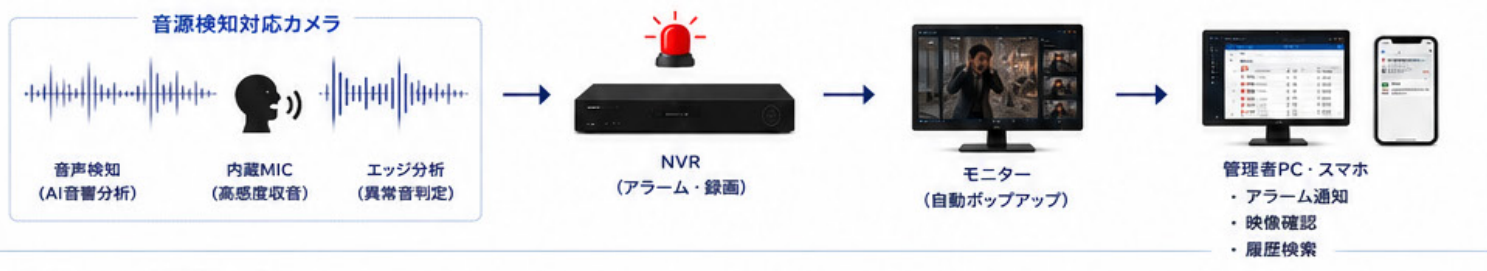 音源検知対応カメラ
音声検知
(AI音響分析)
内蔵MIC
(高感度収音)
エッジ分析
(異常音判定)
NVR
(アラーム・録画)
モニター
(自動ポップアップ)
管理者PC・スマホ
・アラーム通知
・映像確認
・履歴検索